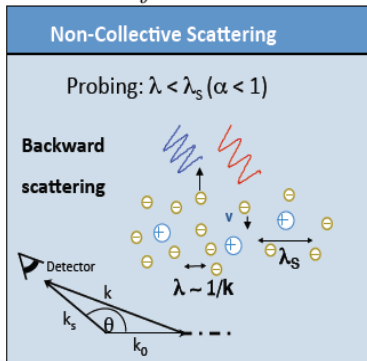 Non-Collective Scattering
Probing: λ < λs (α < 1)
Backward
scattering
v
λs
λ ~ 1/k
Detector
k
ks
θ
k0